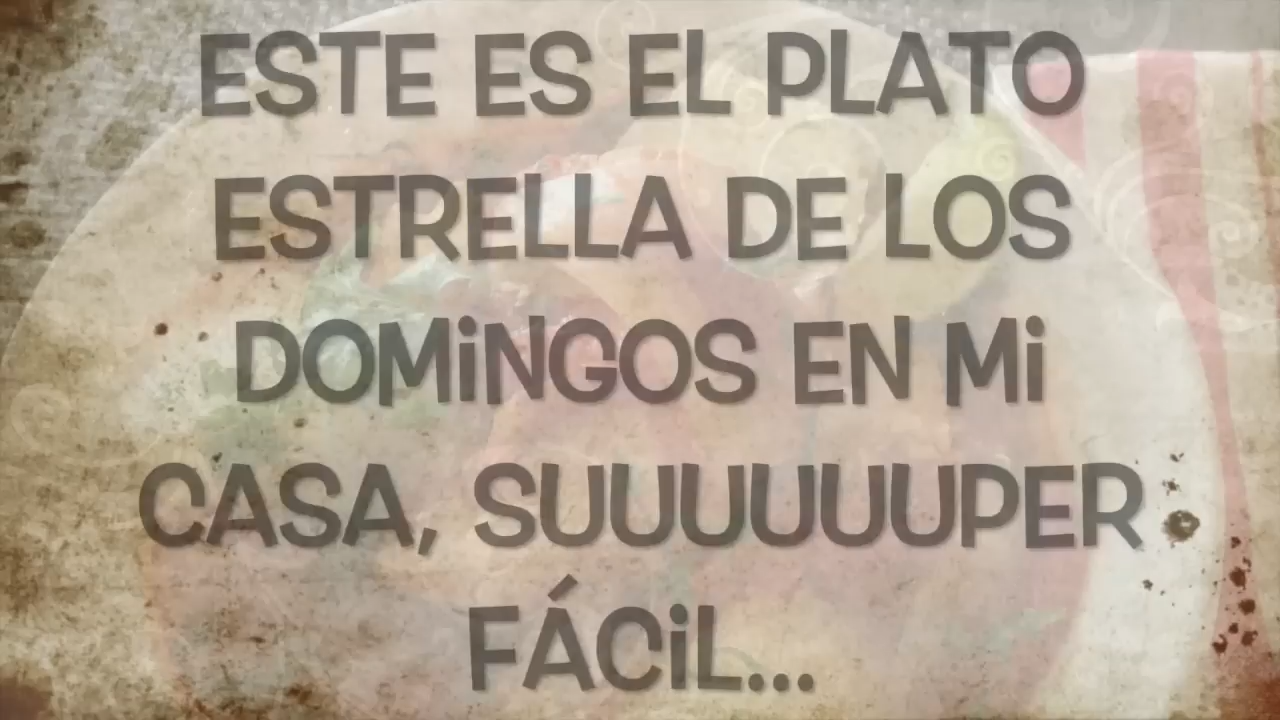 ESTE ES EL PLATO
ESTRELLA DE LOS
DOMiNGOS EN Mi
CASA, SUUUUUUPER
FÁCiL...